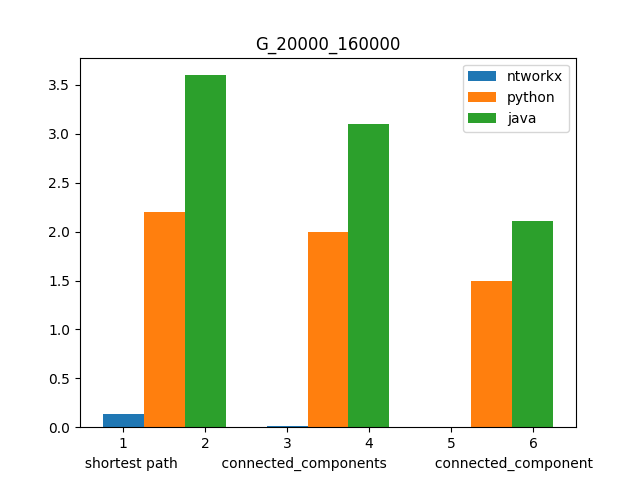 G_20000_160000
ntworkx
python
java
3.5
3.0
2.5
2.0
1.5
1.0
0.5
0.0
1 2 3 4 5 6
shortest path connected_components connected_component